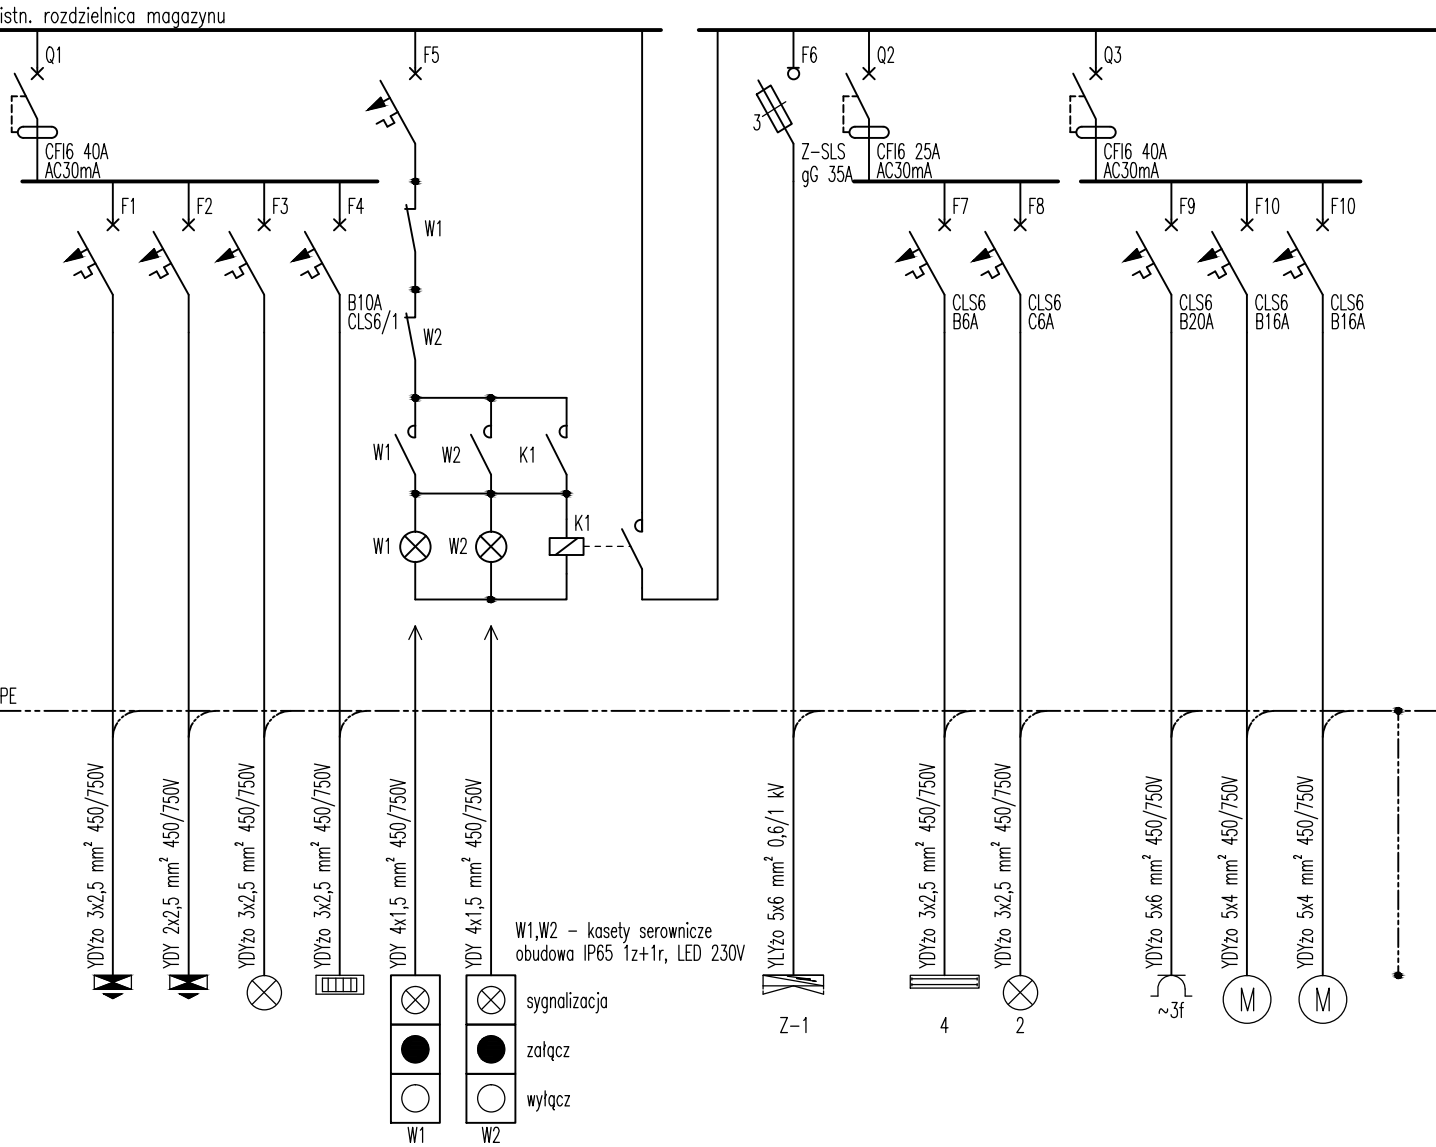 istn. rozdzielnica magazynu
Q1
F5
F6
Q2
Q3
3
CFI6 40A
AC30mA
Z-SLS
gG 35A
CFI6 25A
AC30mA
CFI6 40A
AC30mA
F1
F2
F3
F4
W1
F7
F8
F9
F10
F10
B10A
CLS6/1
W2
CLS6
B6A
CLS6
C6A
CLS6
B20A
CLS6
B16A
CLS6
B16A
W1
W2
K1
K1
W1
W2
PE
YDYżo 3x2,5 mm² 450/750V
YDY 2x2,5 mm² 450/750V
YDYżo 3x2,5 mm² 450/750V
YDYżo 3x2,5 mm² 450/750V
YDY 4x1,5 mm² 450/750V
YDY 4x1,5 mm² 450/750V
YLYżo 5x6 mm² 0,6/1 kV
YDYżo 3x2,5 mm² 450/750V
YDYżo 3x2,5 mm² 450/750V
YDYżo 5x6 mm² 450/750V
YDYżo 5x4 mm² 450/750V
YDYżo 5x4 mm² 450/750V
W1,W2 - kasety serownicze
obudowa IP65 1z+1r, LED 230V
sygnalizacja
załącz
wyłącz
W1
W2
Z-1
4
2
~3f
M
M